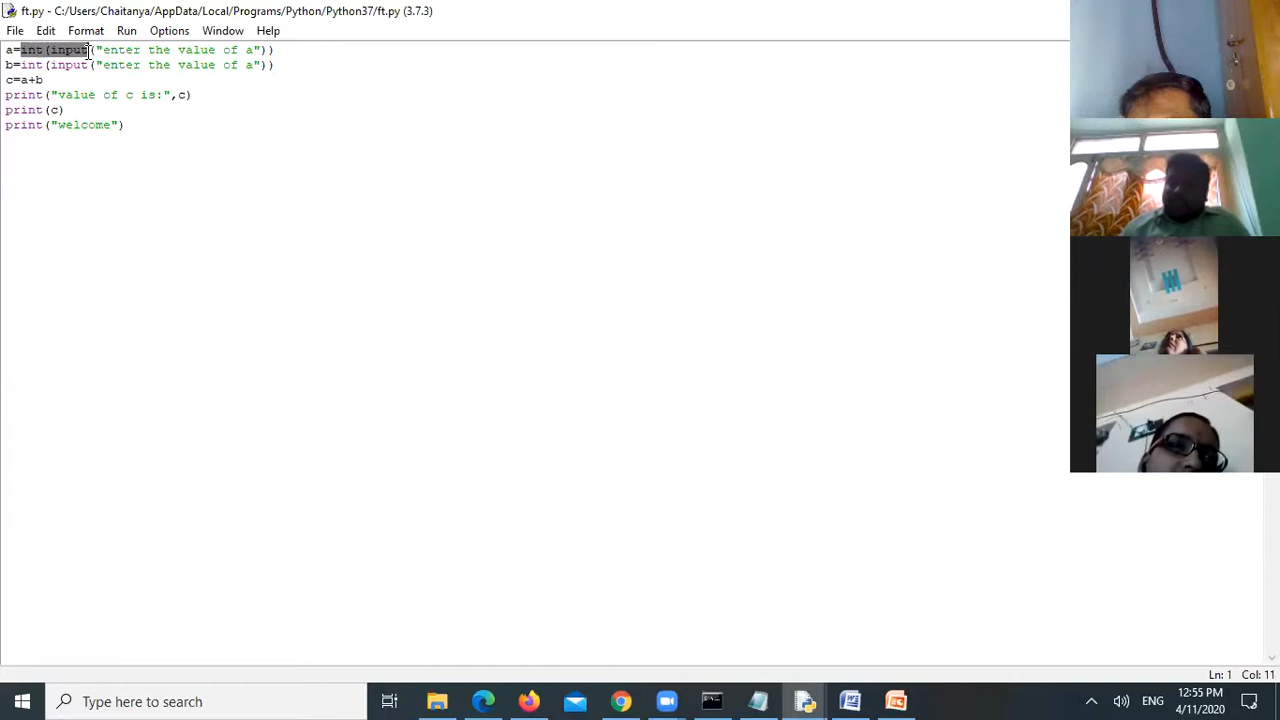 ft.py - C:/Users/Chaitanya/AppData/Local/Programs/Python/Python37/ft.py (3.7.3)
File Edit Format Run Options Window Help
a=int(input("enter the value of a"))
b=int(input("enter the value of a"))
c=a+b
print("value of c is:",c)
print(c)
print("welcome")
Ln: 1 Col: 11
Type here to search
ENG
12:55 PM
4/11/2020